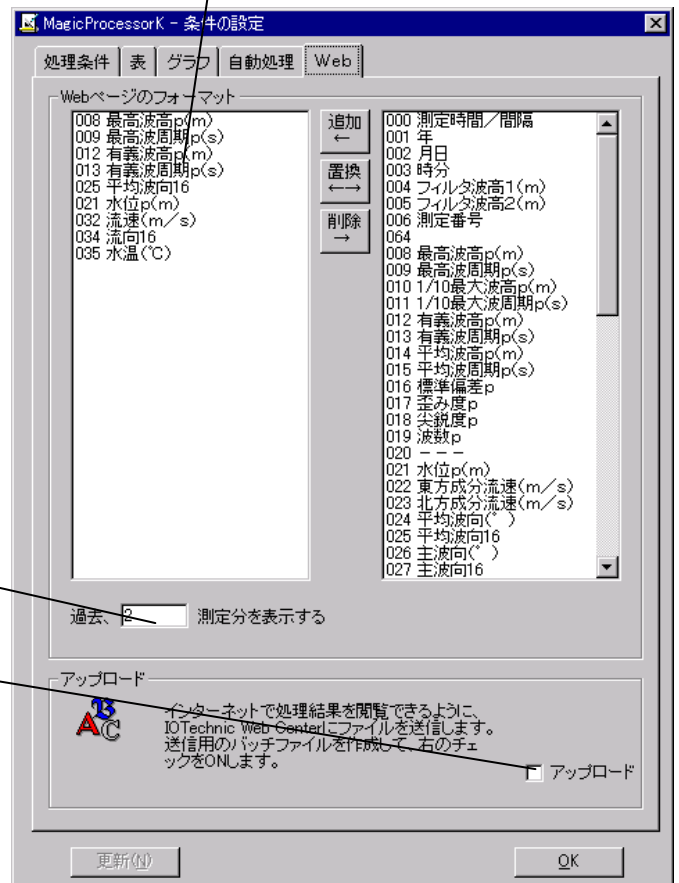 MagicProcessorK - 条件の設定
処理条件 表 グラフ 自動処理 Web
Webページのフォーマット
008 最高波高p(m)
009 最高波周期p(s)
012 有義波高p(m)
013 有義波周期p(s)
025 平均波向16
021 水位p(m)
032 流速(m／s)
034 流向16
035 水温(℃)
追加
←
置換
←→
削除
→
000 測定時間／間隔
001 年
002 月日
003 時分
004 フィルタ波高1(m)
005 フィルタ波高2(m)
006 測定番号
064
008 最高波高p(m)
009 最高波周期p(s)
010 1/10最大波高p(m)
011 1/10最大波周期p(s)
012 有義波高p(m)
013 有義波周期p(s)
014 平均波高p(m)
015 平均波周期p(s)
016 標準偏差p
017 歪み度p
018 尖鋭度p
019 波数p
020 －－－
021 水位p(m)
022 東方成分流速(m／s)
023 北方成分流速(m／s)
024 平均波向(ﾟ)
025 平均波向16
026 主波向(ﾟ)
027 主波向16
過去、 2 測定分を表示する
アップロード
ABC
インターネットで処理結果を閲覧できるように、
IOTechnic Web Centerにファイルを送信します。
送信用のバッチファイルを作成して、右のチェ
ックをONします。
アップロード
更新(N)
OK